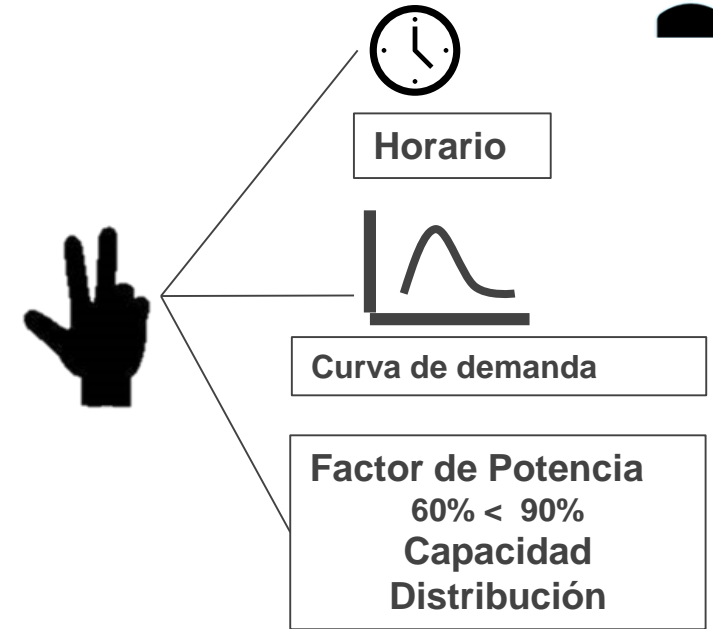 Horario
Curva de demanda
Factor de Potencia
60% < 90%
Capacidad
Distribución